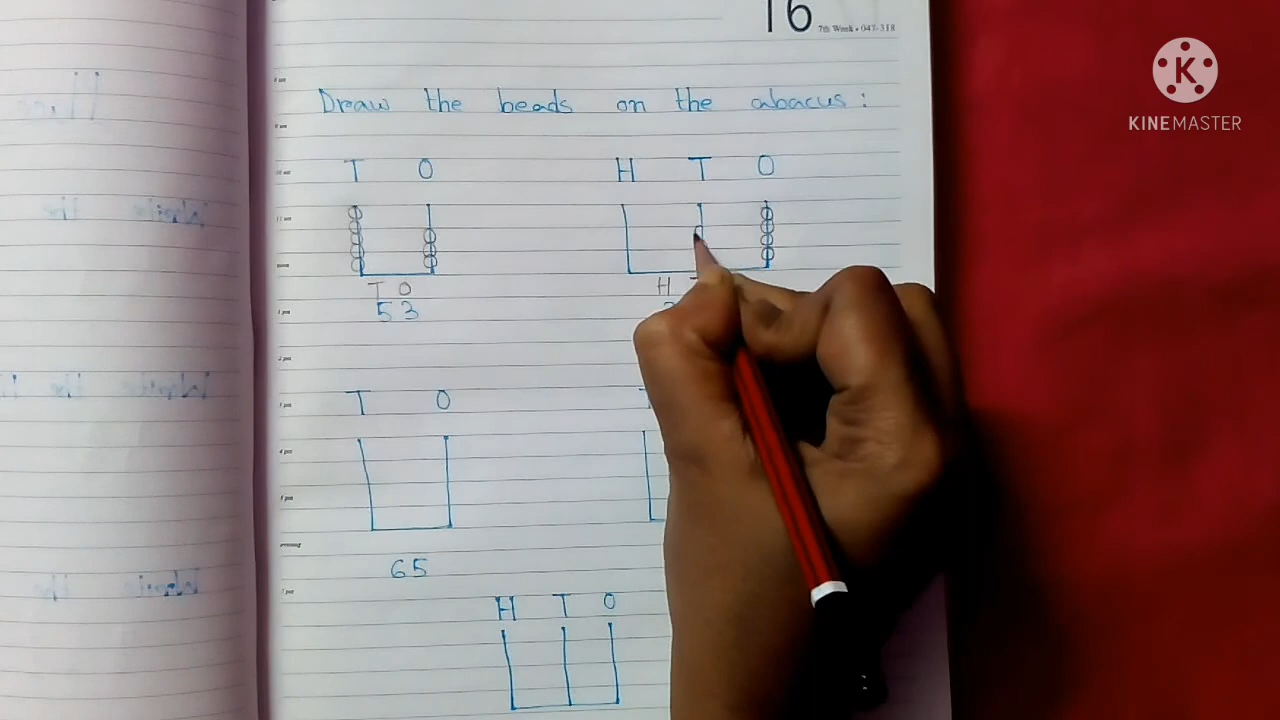 16
7th Week • 047-318
Draw the beads on the abacus :
T O
H T O
T O
53
H
T O
65
H T O
KINEMASTER